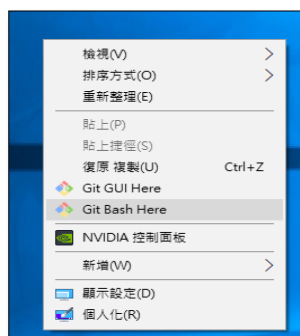 檢視(V)
排序方式(O)
重新整理(E)
貼上(P)
貼上捷徑(S)
復原 複製(U) Ctrl+Z
Git GUI Here
Git Bash Here
NVIDIA 控制面板
新增(W)
顯示設定(D)
個人化(R)